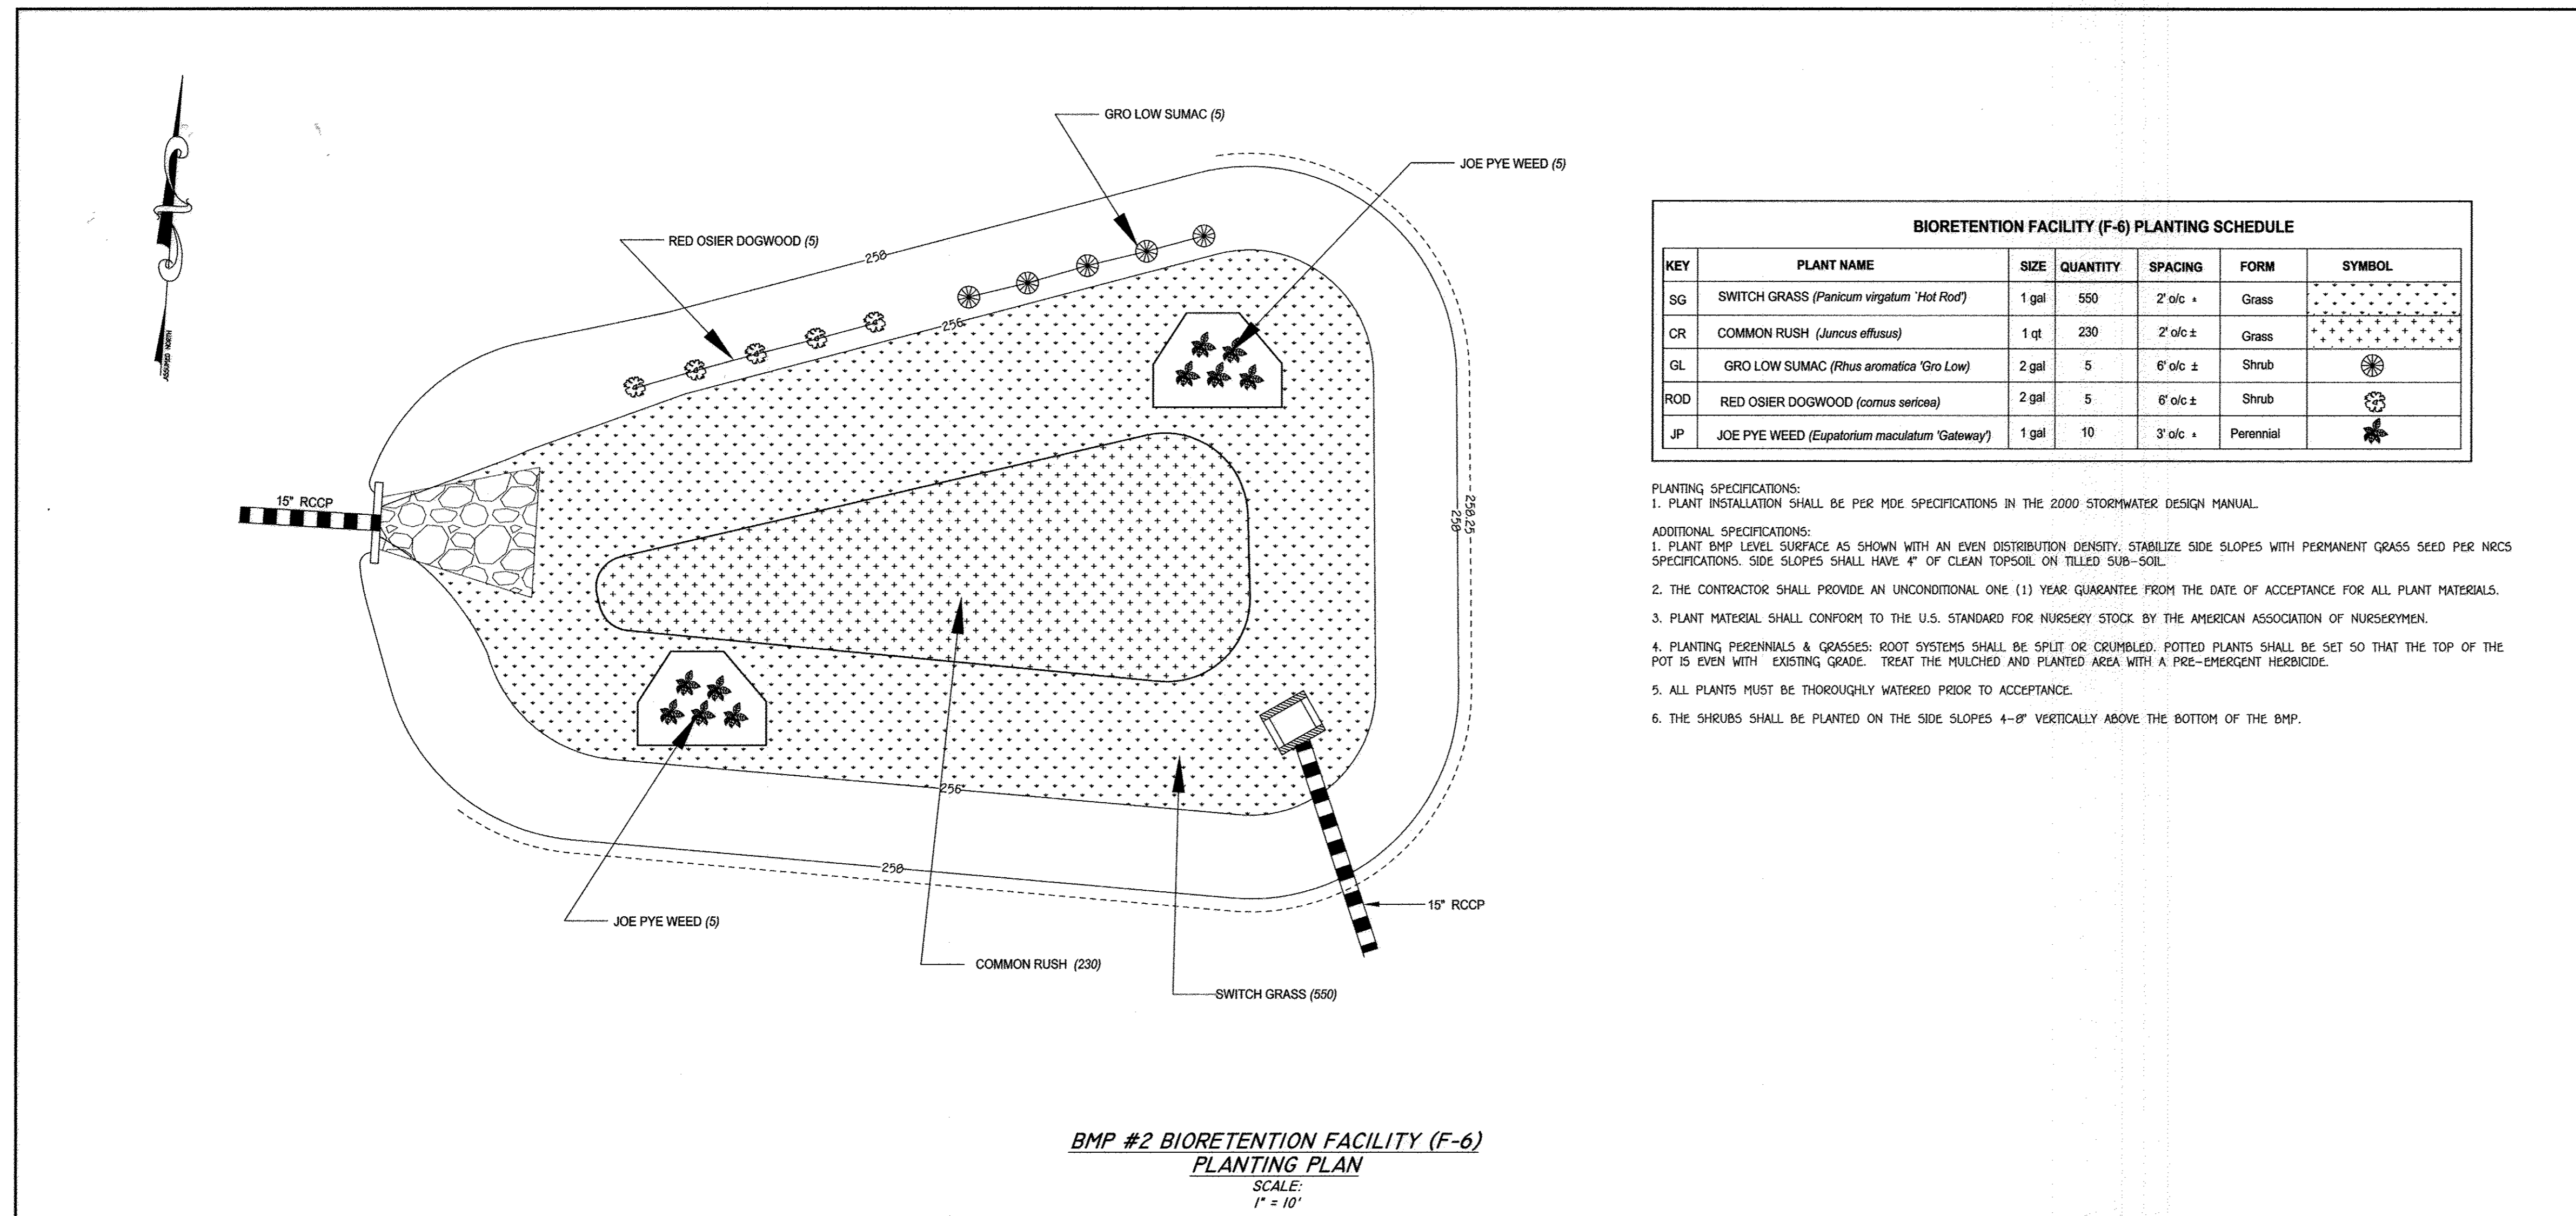 GRO LOW SUMAC (5)
JOE PYE WEED (5)
RED OSIER DOGWOOD (5)
258
256
ASSUMED NORTH
15" RCCP
258.25
258
256
258
15" RCCP
JOE PYE WEED (5)
COMMON RUSH (230)
SWITCH GRASS (550)
BIORETENTION FACILITY (F-6) PLANTING SCHEDULE
KEY PLANT NAME SIZE QUANTITY SPACING FORM SYMBOL
SG SWITCH GRASS (Panicum virgatum `Hot Rod') 1 gal 550 2' o/c ± Grass
CR COMMON RUSH (Juncus effusus) 1 qt 230 2' o/c ± Grass
GL GRO LOW SUMAC (Rhus aromatica 'Gro Low) 2 gal 5 6' o/c ± Shrub
ROD RED OSIER DOGWOOD (cornus sericea) 2 gal 5 6' o/c ± Shrub
JP JOE PYE WEED (Eupatorium maculatum 'Gateway') 1 gal 10 3' o/c ± Perennial
PLANTING SPECIFICATIONS:
1. PLANT INSTALLATION SHALL BE PER MDE SPECIFICATIONS IN THE 2000 STORMWATER DESIGN MANUAL.
ADDITIONAL SPECIFICATIONS:
1. PLANT BMP LEVEL SURFACE AS SHOWN WITH AN EVEN DISTRIBUTION DENSITY. STABILIZE SIDE SLOPES WITH PERMANENT GRASS SEED PER NRCS
SPECIFICATIONS. SIDE SLOPES SHALL HAVE 4" OF CLEAN TOPSOIL ON TILLED SUB-SOIL.
2. THE CONTRACTOR SHALL PROVIDE AN UNCONDITIONAL ONE (1) YEAR GUARANTEE FROM THE DATE OF ACCEPTANCE FOR ALL PLANT MATERIALS.
3. PLANT MATERIAL SHALL CONFORM TO THE U.S. STANDARD FOR NURSERY STOCK BY THE AMERICAN ASSOCIATION OF NURSERYMEN.
4. PLANTING PERENNIALS & GRASSES: ROOT SYSTEMS SHALL BE SPLIT OR CRUMBLED. POTTED PLANTS SHALL BE SET SO THAT THE TOP OF THE
POT IS EVEN WITH EXISTING GRADE. TREAT THE MULCHED AND PLANTED AREA WITH A PRE-EMERGENT HERBICIDE.
5. ALL PLANTS MUST BE THOROUGHLY WATERED PRIOR TO ACCEPTANCE.
6. THE SHRUBS SHALL BE PLANTED ON THE SIDE SLOPES 4-8" VERTICALLY ABOVE THE BOTTOM OF THE BMP.
BMP #2 BIORETENTION FACILITY (F-6)
PLANTING PLAN
SCALE:
1" = 10'